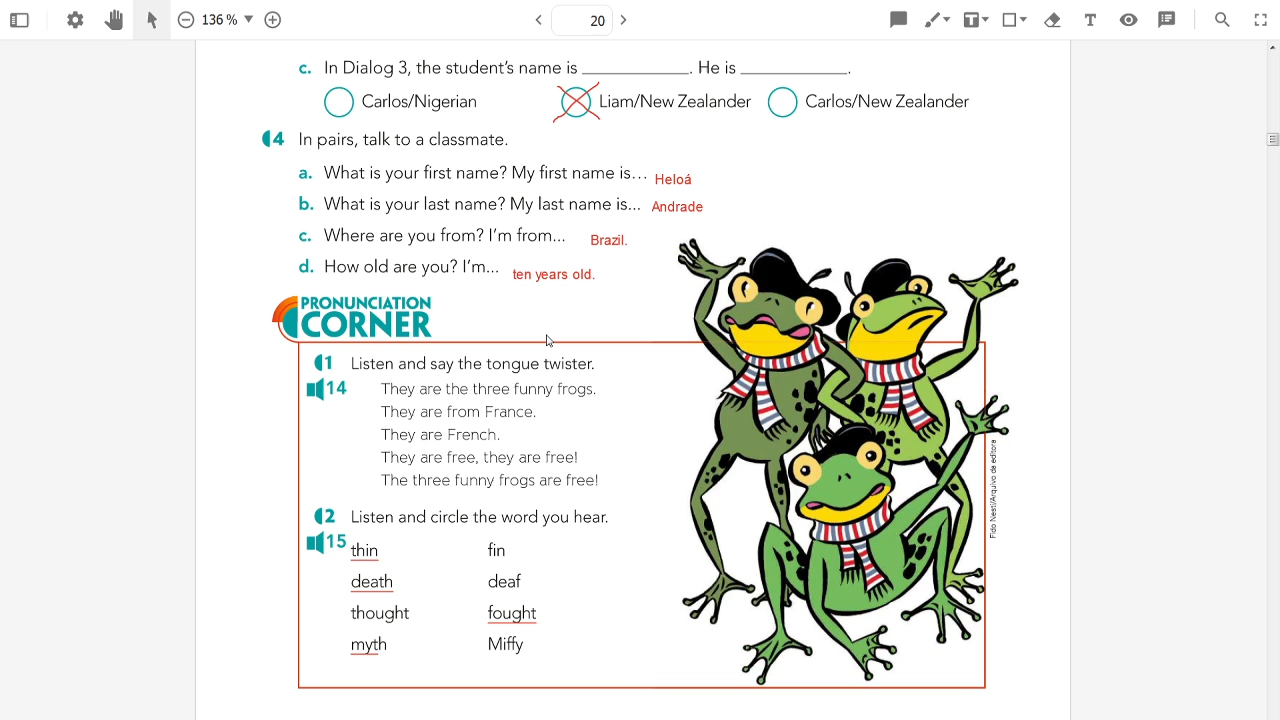 136 %
20
T
c. In Dialog 3, the student's name is ____________. He is ____________.
Carlos/Nigerian Liam/New Zealander Carlos/New Zealander
4 In pairs, talk to a classmate.
a. What is your first name? My first name is... Heloá
b. What is your last name? My last name is... Andrade
c. Where are you from? I'm from... Brazil.
d. How old are you? I'm... ten years old.
PRONUNCIATION
CORNER
1 Listen and say the tongue twister.
14 They are the three funny frogs.
They are from France.
They are French.
They are free, they are free!
The three funny frogs are free!
2 Listen and circle the word you hear.
15 thin fin
death deaf
thought fought
myth Miffy
Fido Nesti/Arquivo da editora